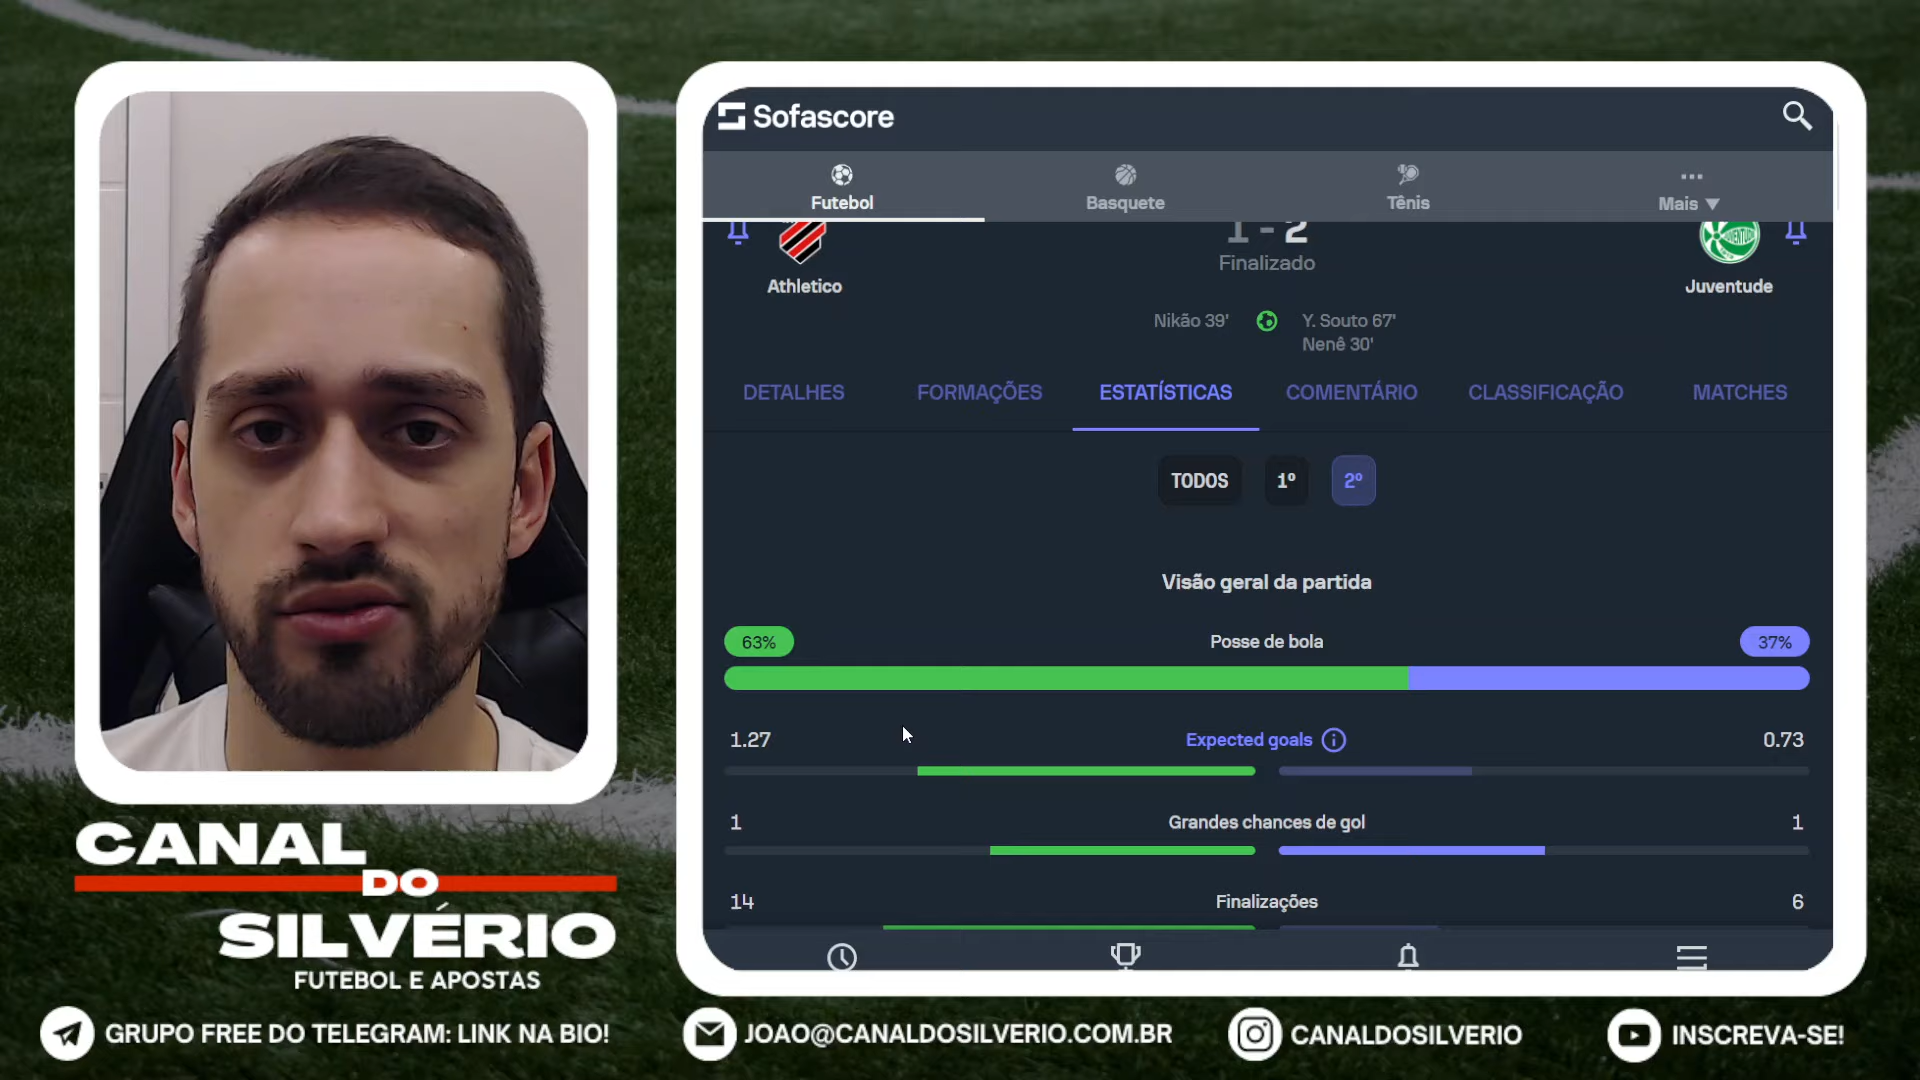 Sofascore
Futebol
Basquete
Tênis
Mais ▼
1 - 2
Finalizado
Athletico
Juventude
Nikão 39'
Y. Souto 67'
Nenê 30'
DETALHES
FORMAÇÕES
ESTATÍSTICAS
COMENTÁRIO
CLASSIFICAÇÃO
MATCHES
TODOS
1º
2º
Visão geral da partida
63%
Posse de bola
37%
1.27
Expected goals
0.73
1
Grandes chances de gol
1
14
Finalizações
6
CANAL
DO
SILVÉRIO
FUTEBOL E APOSTAS
GRUPO FREE DO TELEGRAM: LINK NA BIO!
JOAO@CANALDOSILVERIO.COM.BR
CANALDOSILVERIO
INSCREVA-SE!